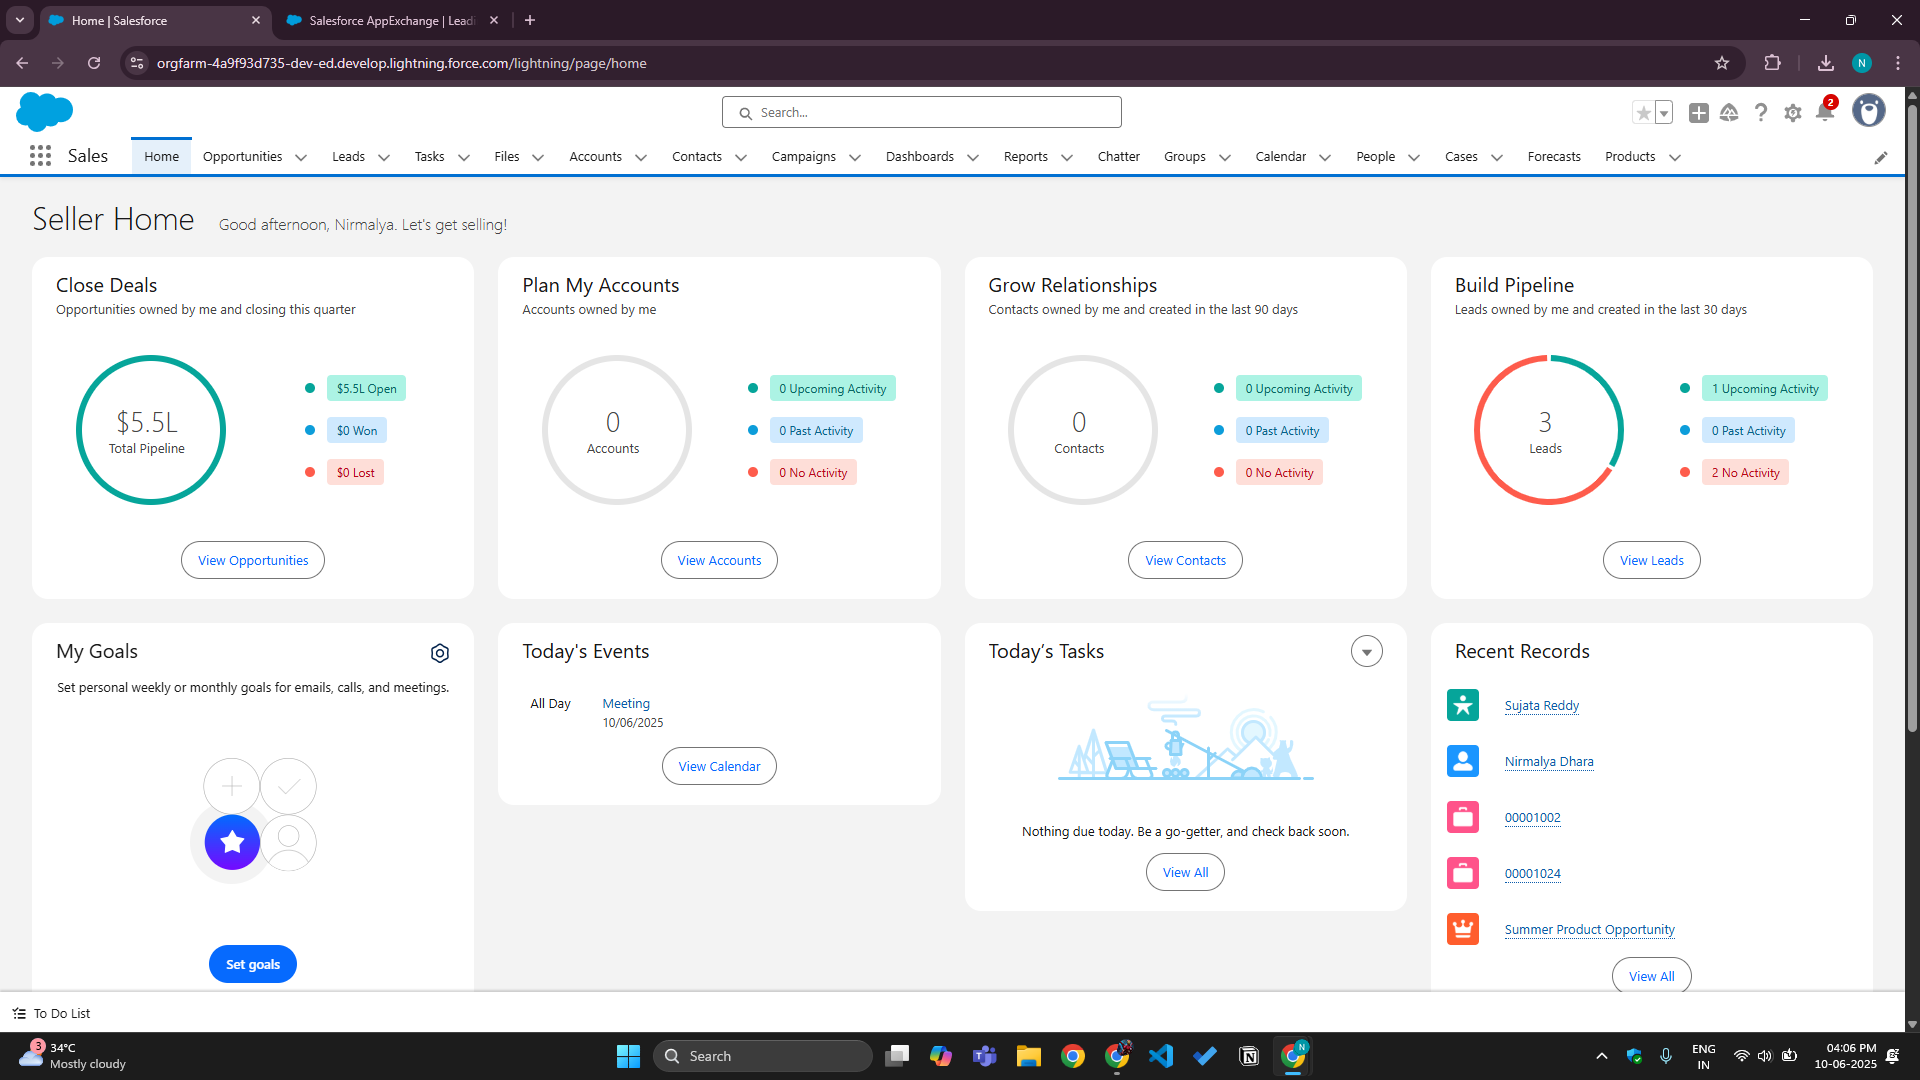 Home | Salesforce
Salesforce AppExchange | Leadi
orgfarm-4a9f93d735-dev-ed.develop.lightning.force.com/lightning/page/home
N
Search...
2
Sales
Home
Opportunities
Leads
Tasks
Files
Accounts
Contacts
Campaigns
Dashboards
Reports
Chatter
Groups
Calendar
People
Cases
Forecasts
Products
Seller Home
Good afternoon, Nirmalya. Let's get selling!
Close Deals
Opportunities owned by me and closing this quarter
$5.5L
Total Pipeline
$5.5L Open
$0 Won
$0 Lost
View Opportunities
Plan My Accounts
Accounts owned by me
0
Accounts
0 Upcoming Activity
0 Past Activity
0 No Activity
View Accounts
Grow Relationships
Contacts owned by me and created in the last 90 days
0
Contacts
0 Upcoming Activity
0 Past Activity
0 No Activity
View Contacts
Build Pipeline
Leads owned by me and created in the last 30 days
3
Leads
1 Upcoming Activity
0 Past Activity
2 No Activity
View Leads
My Goals
Set personal weekly or monthly goals for emails, calls, and meetings.
Set goals
Today's Events
All Day
Meeting
10/06/2025
View Calendar
Today’s Tasks
Nothing due today. Be a go-getter, and check back soon.
View All
Recent Records
Sujata Reddy
Nirmalya Dhara
00001002
00001024
Summer Product Opportunity
View All
To Do List
3
34°C
Mostly cloudy
Search
N
ENG
IN
04:06 PM
10-06-2025